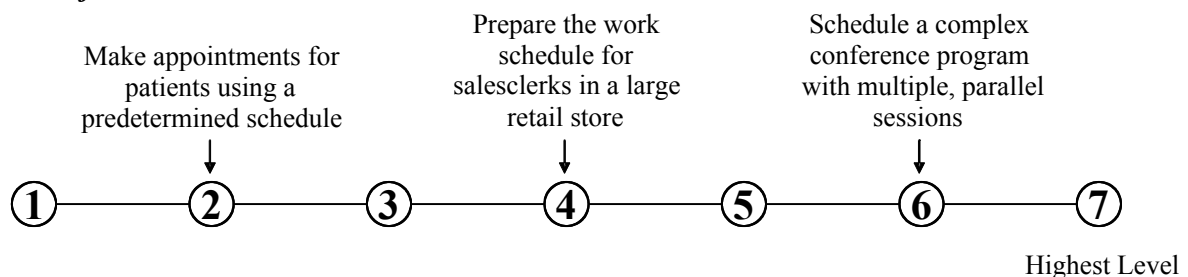 Make appointments for
patients using a
predetermined schedule
Prepare the work
schedule for
salesclerks in a large
retail store
Schedule a complex
conference program
with multiple, parallel
sessions
1 2 3 4 5 6 7
Highest Level